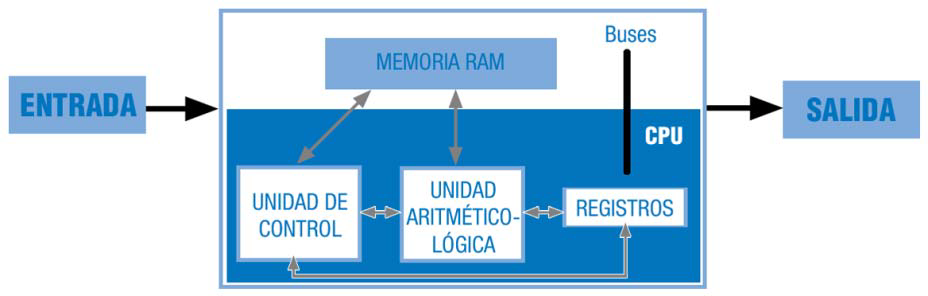 Buses
MEMORIA RAM
ENTRADA
SALIDA
CPU
UNIDAD DE
CONTROL
UNIDAD
ARITMÉTICO-
LÓGICA
REGISTROS